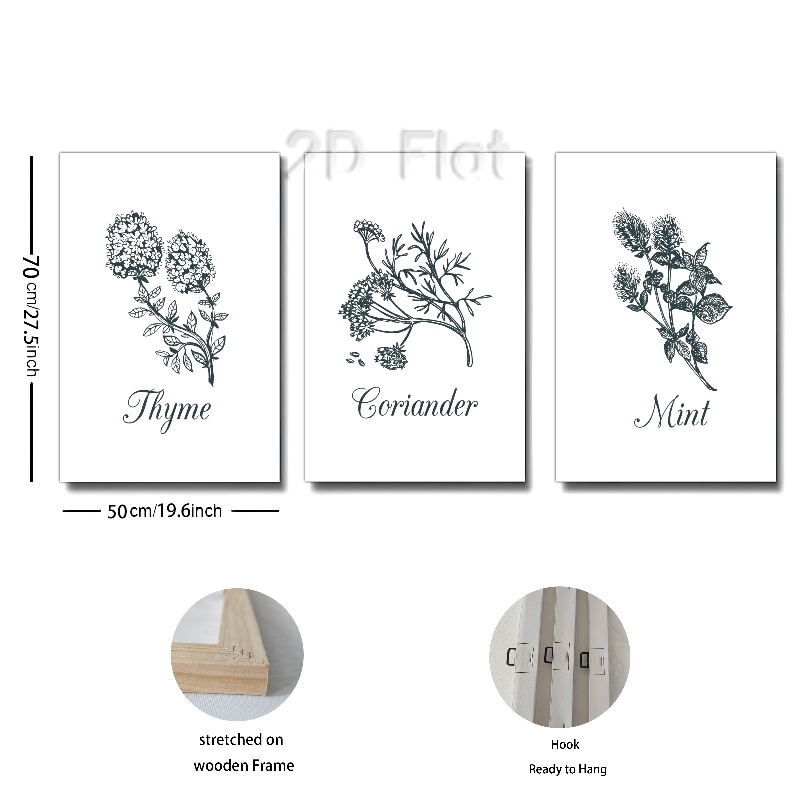 2D Flat
70 cm/27.5inch
Thyme
Coriander
Mint
50cm/19.6inch
stretched on
wooden Frame
Hook
Ready to Hang